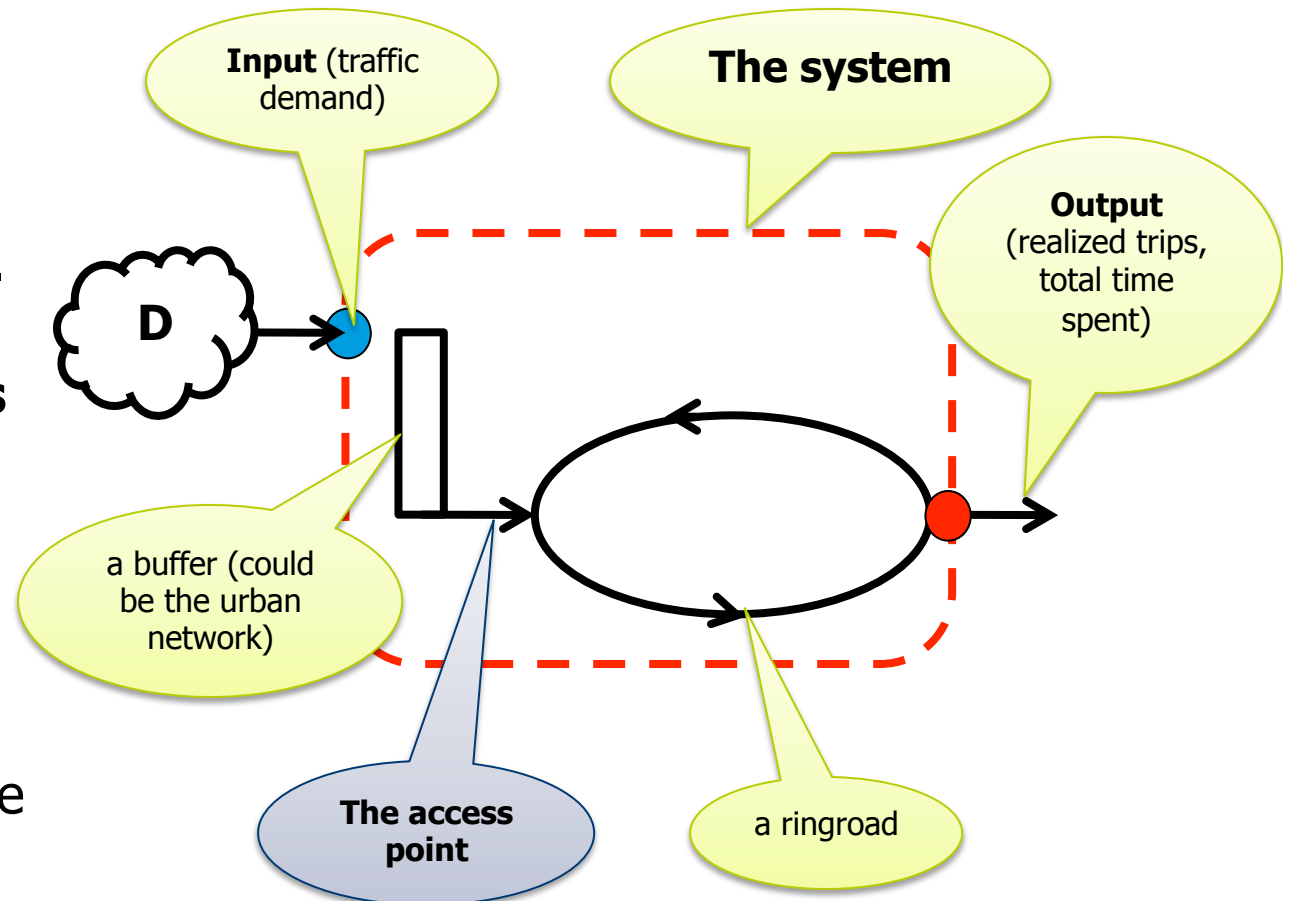 Input (traffic
demand)
The system
Output
(realized trips,
total time
spent)
D
s
a buffer (could
be the urban
network)
e
The access
point
a ringroad